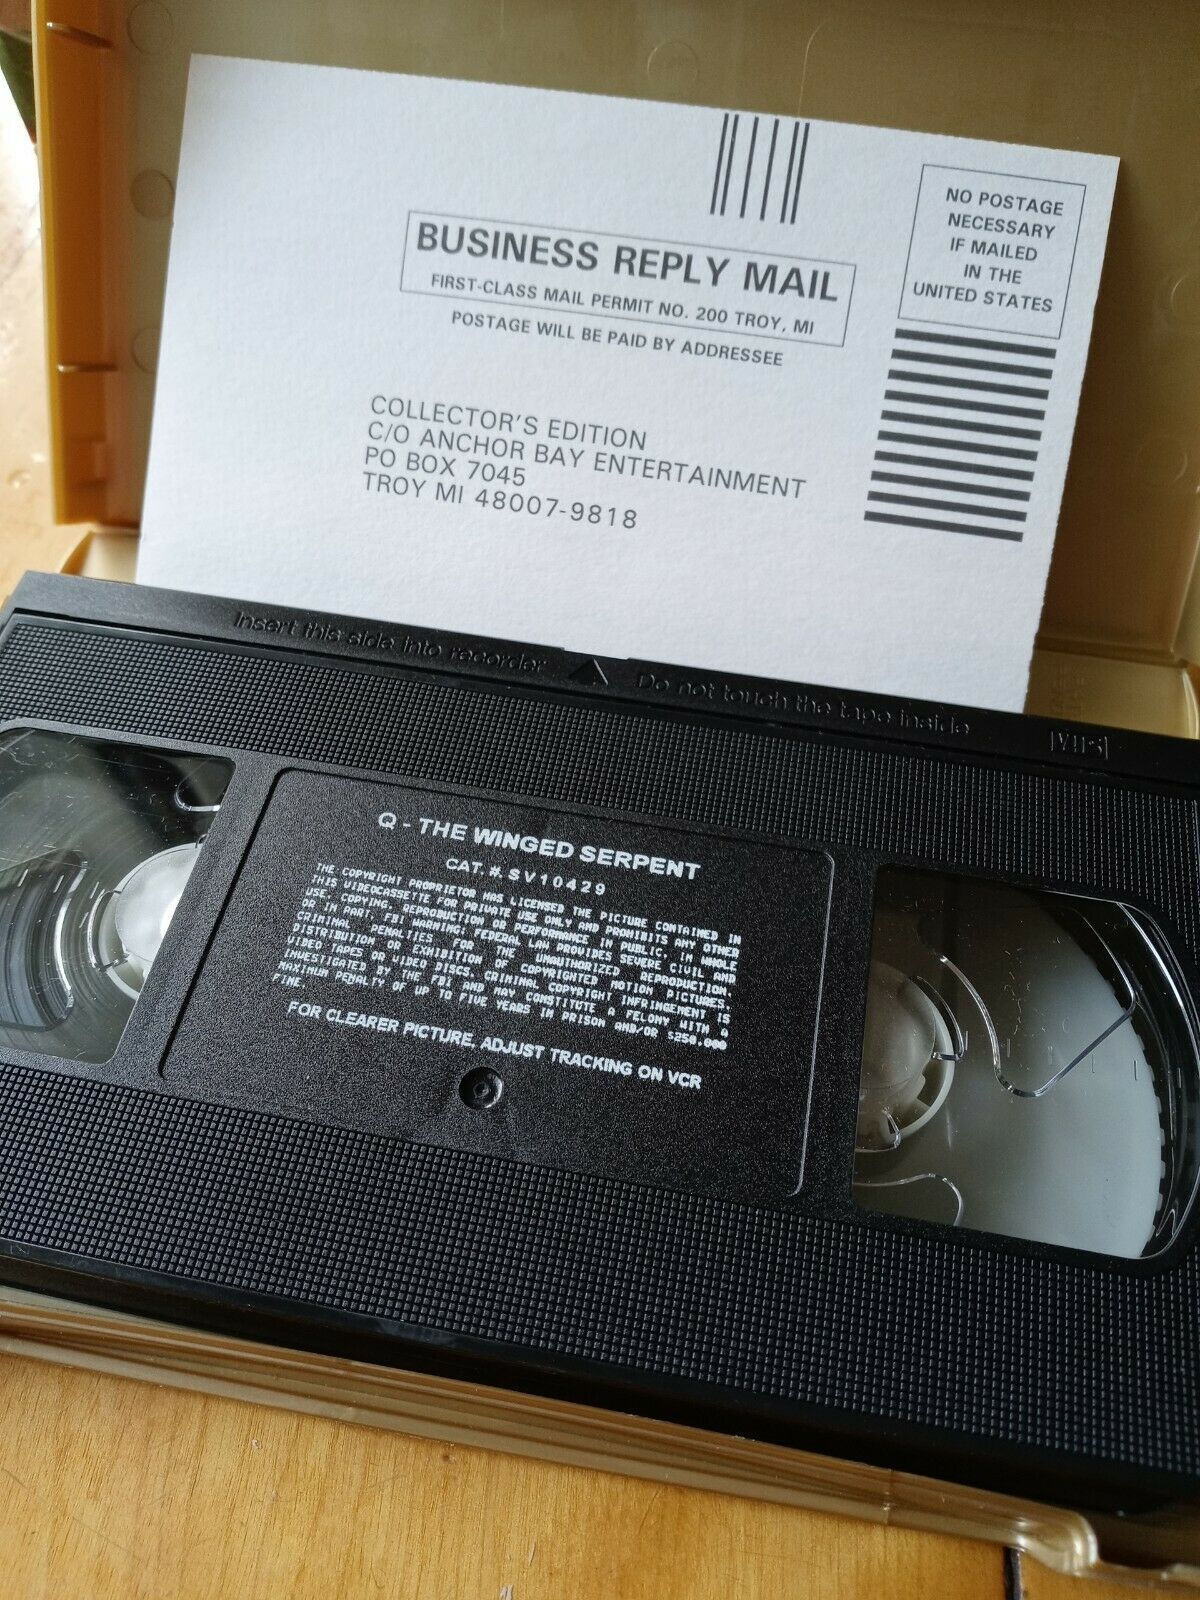 NO POSTAGE
NECESSARY
IF MAILED
IN THE
UNITED STATES
BUSINESS REPLY MAIL
FIRST-CLASS MAIL PERMIT NO. 200 TROY, MI
POSTAGE WILL BE PAID BY ADDRESSEE
COLLECTOR'S EDITION
C/O ANCHOR BAY ENTERTAINMENT
PO BOX 7045
TROY MI 48007-9818
Insert this side into recorder
Do not touch the tape inside
VHS
Q - THE WINGED SERPENT
CAT. #. SV10429
THE COPYRIGHT PROPRIETOR HAS LICENSED THE PICTURE CONTAINED IN
THIS VIDEOCASSETTE FOR PRIVATE USE ONLY AND PROHIBITS ANY OTHER
USE, COPYING, REPRODUCTION OR PERFORMANCE IN PUBLIC, IN WHOLE
OR IN PART. FBI WARNING: FEDERAL LAW PROVIDES SEVERE CIVIL AND
CRIMINAL PENALTIES FOR THE UNAUTHORIZED REPRODUCTION,
DISTRIBUTION OR EXHIBITION OF COPYRIGHTED MOTION PICTURES,
VIDEO TAPES OR VIDEO DISCS. CRIMINAL COPYRIGHT INFRINGEMENT IS
INVESTIGATED BY THE FBI AND MAY CONSTITUTE A FELONY WITH A
MAXIMUM PENALTY OF UP TO FIVE YEARS IN PRISON AND/OR $250,000
FINE.
FOR CLEARER PICTURE, ADJUST TRACKING ON VCR